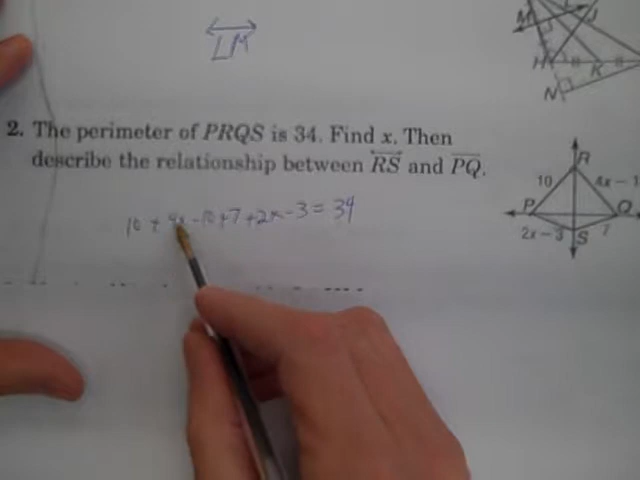 LM
M
J
H
K
N
2. The perimeter of PRQS is 34. Find x. Then
describe the relationship between RS and PQ.
10 + 4x - 10 + 7 + 2x - 3 = 34
R
10 4x - 1
P Q
2x - 3 S 7